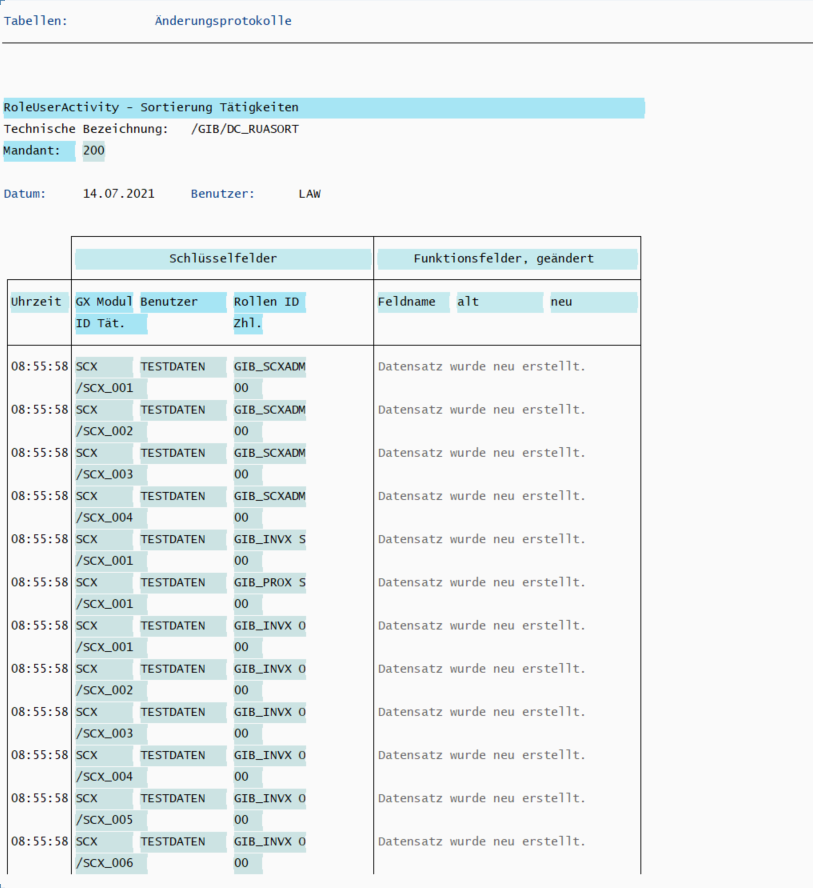 Tabellen: Änderungsprotokolle
RoleUserActivity - Sortierung Tätigkeiten
Technische Bezeichnung: /GIB/DC_RUASORT
Mandant: 200
Datum: 14.07.2021 Benutzer: LAW
Schlüsselfelder Funktionsfelder, geändert
Uhrzeit GX Modul Benutzer Rollen ID Feldname alt neu
ID Tät. Zhl.
08:55:58 SCX TESTDATEN GIB_SCXADM Datensatz wurde neu erstellt.
/SCX_001 00
08:55:58 SCX TESTDATEN GIB_SCXADM Datensatz wurde neu erstellt.
/SCX_002 00
08:55:58 SCX TESTDATEN GIB_SCXADM Datensatz wurde neu erstellt.
/SCX_003 00
08:55:58 SCX TESTDATEN GIB_SCXADM Datensatz wurde neu erstellt.
/SCX_004 00
08:55:58 SCX TESTDATEN GIB_INVX S Datensatz wurde neu erstellt.
/SCX_001 00
08:55:58 SCX TESTDATEN GIB_PROX S Datensatz wurde neu erstellt.
/SCX_001 00
08:55:58 SCX TESTDATEN GIB_INVX O Datensatz wurde neu erstellt.
/SCX_001 00
08:55:58 SCX TESTDATEN GIB_INVX O Datensatz wurde neu erstellt.
/SCX_002 00
08:55:58 SCX TESTDATEN GIB_INVX O Datensatz wurde neu erstellt.
/SCX_003 00
08:55:58 SCX TESTDATEN GIB_INVX O Datensatz wurde neu erstellt.
/SCX_004 00
08:55:58 SCX TESTDATEN GIB_INVX O Datensatz wurde neu erstellt.
/SCX_005 00
08:55:58 SCX TESTDATEN GIB_INVX O Datensatz wurde neu erstellt.
/SCX_006 00